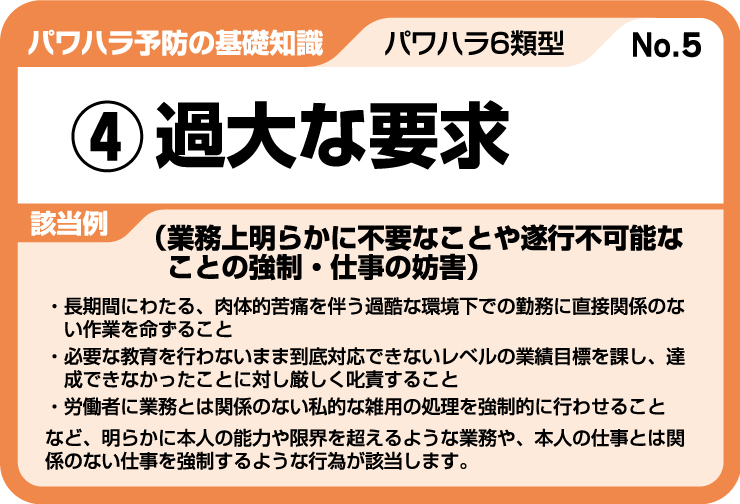 パワハラ予防の基礎知識 パワハラ6類型 No.5
④過大な要求
該当例
（業務上明らかに不要なことや遂行不可能な
ことの強制・仕事の妨害）
・長期間にわたる、肉体的苦痛を伴う過酷な環境下での勤務に直接関係のな
い作業を命ずること
・必要な教育を行わないまま到底対応できないレベルの業績目標を課し、達
成できなかったことに対し厳しく叱責すること
・労働者に業務とは関係のない私的な雑用の処理を強制的に行わせること
など、明らかに本人の能力や限界を超えるような業務や、本人の仕事とは関
係のない仕事を強制するような行為が該当します。